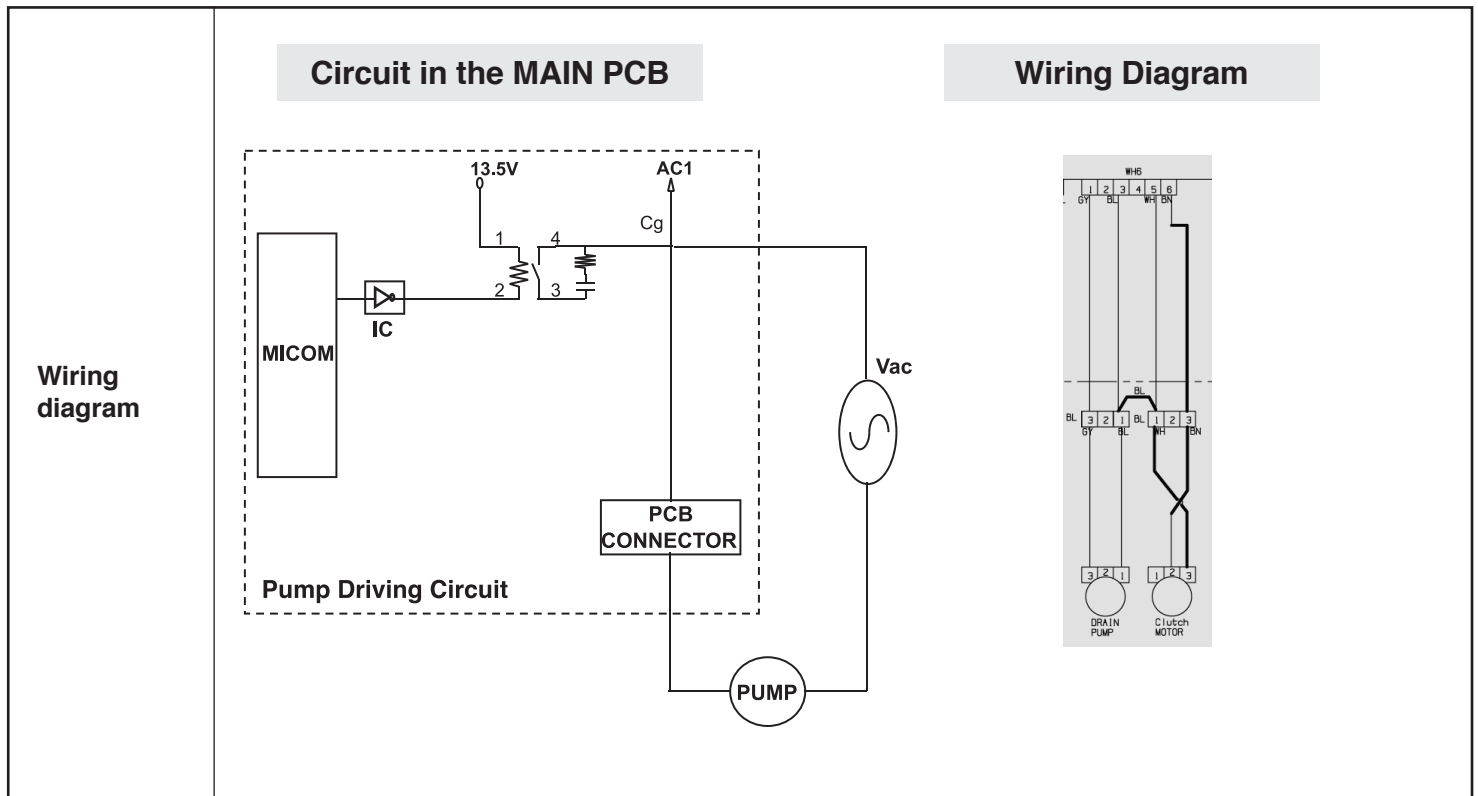 Circuit in the MAIN PCB
Wiring Diagram
Wiring
diagram
13.5V
AC1
Cg
1
4
2
3
MICOM
IC
Vac
PCB
CONNECTOR
Pump Driving Circuit
PUMP
WH6
1 2 3 4 5 6
GY BL WH BN
BL
BL 3 2 1 BL 1 2 3
GY BL WH BN
3 2 1 1 2 3
DRAIN
PUMP
Clutch
MOTOR